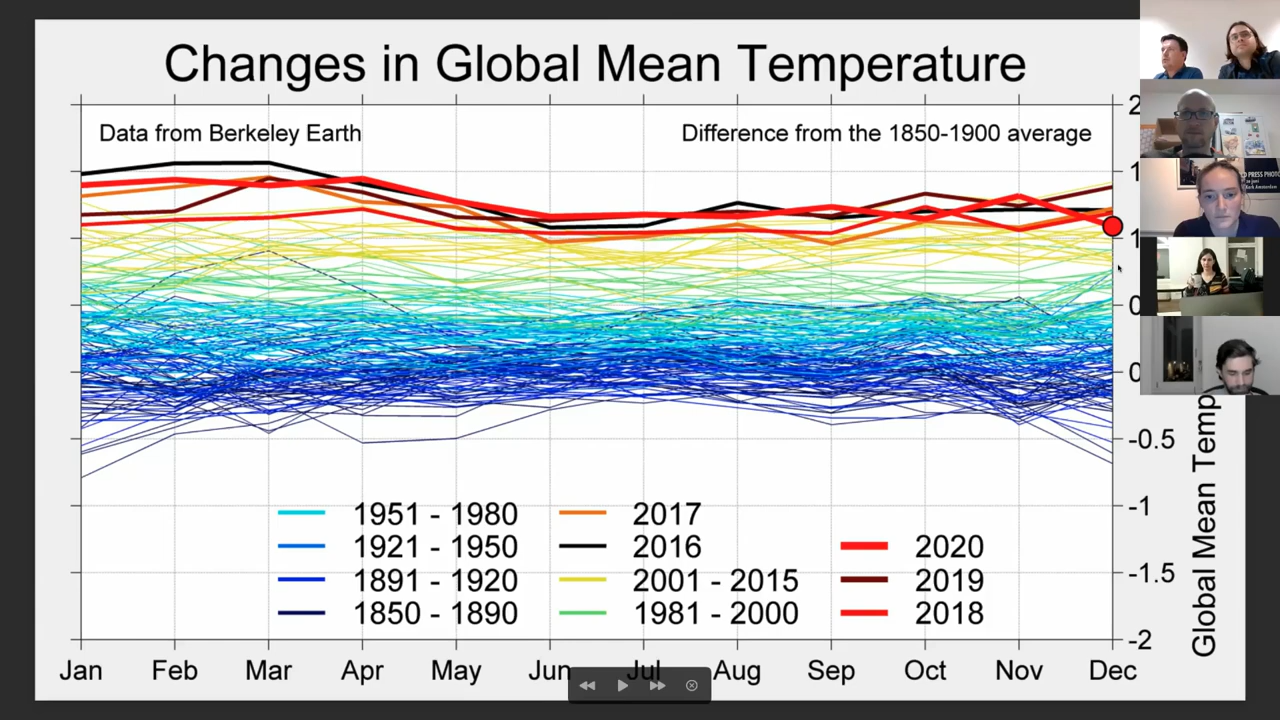 Changes in Global Mean Temperature
Data from Berkeley Earth
Difference from the 1850-1900 average
2
1
1
0
0
-0.5
-1
-1.5
-2
Global Mean Temp
1951 - 1980
1921 - 1950
1891 - 1920
1850 - 1890
2017
2016
2001 - 2015
1981 - 2000
2020
2019
2018
Jan
Feb
Mar
Apr
May
Jun
Jul
Aug
Sep
Oct
Nov
Dec
PRESS PHOTO